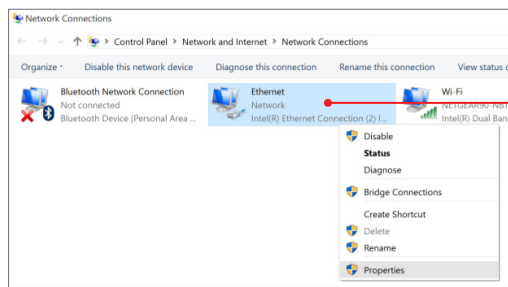 Network Connections
Control Panel > Network and Internet > Network Connections
Organize Disable this network device Diagnose this connection Rename this connection View status o
Bluetooth Network Connection
Not connected
Bluetooth Device (Personal Area ...
Ethernet
Network
Intel(R) Ethernet Connection (2) I...
Wi-Fi
Intel(R) Dual Ban
Disable
Status
Diagnose
Bridge Connections
Create Shortcut
Delete
Rename
Properties